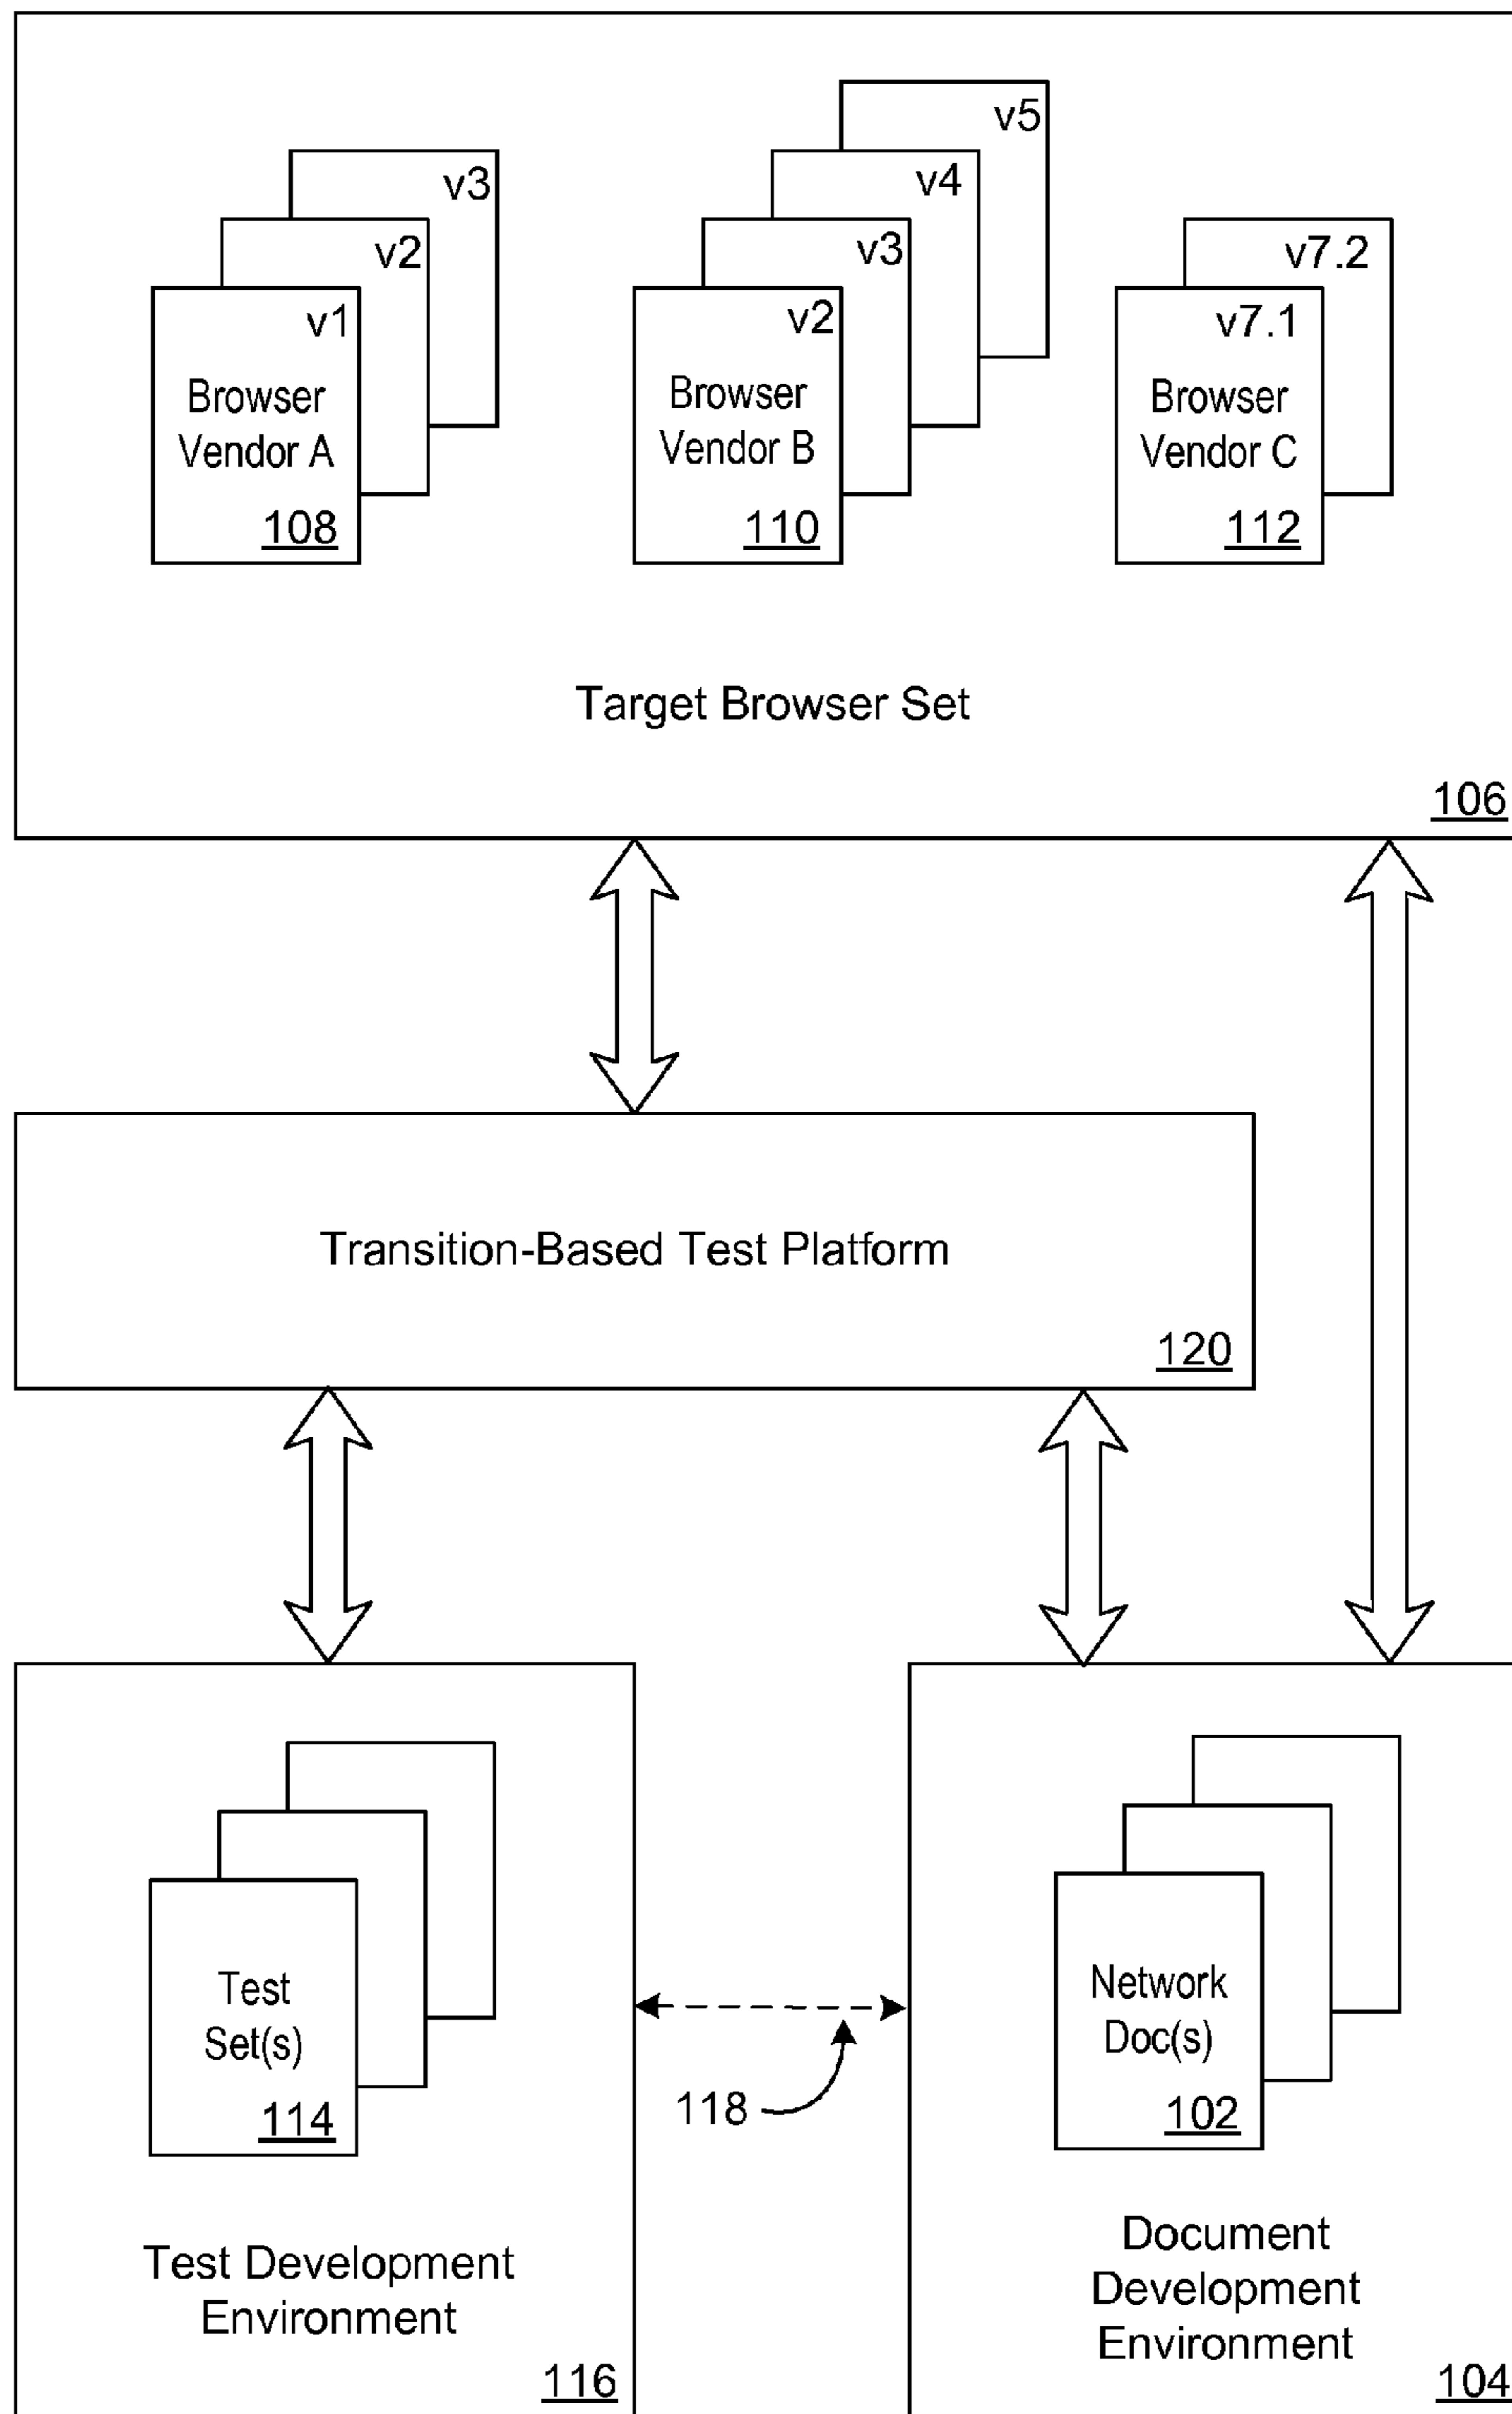 v3
v2
v1
Browser
Vendor A
108
v5
v4
v3
v2
Browser
Vendor B
110
v7.2
v7.1
Browser
Vendor C
112
Target Browser Set
106
Transition-Based Test Platform
120
Test
Set(s)
114
Test Development
Environment
116
118
Network
Doc(s)
102
Document
Development
Environment
104